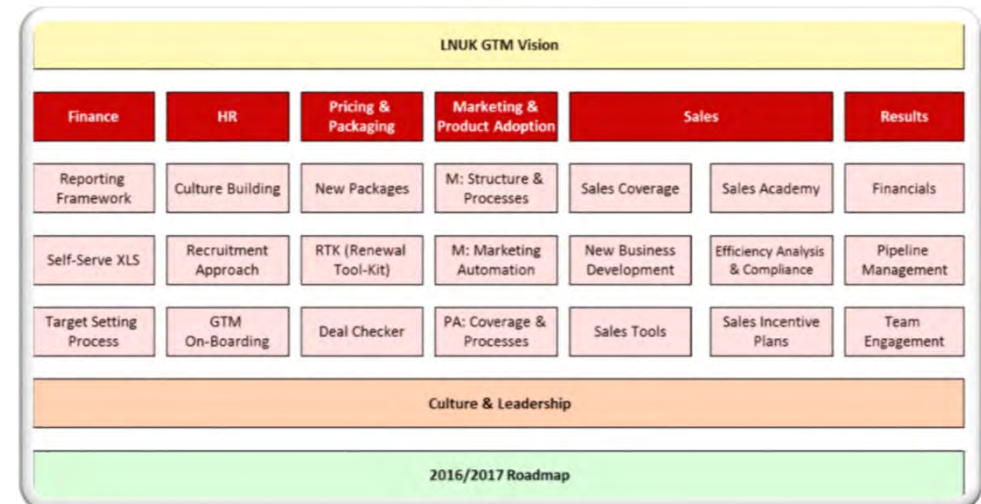 LNUK GTM Vision
Finance
HR
Pricing &
Packaging
Marketing &
Product Adoption
Sales
Results
Reporting
Framework
Culture Building
New Packages
M: Structure &
Processes
Sales Coverage
Sales Academy
Financials
Self-Serve XLS
Recruitment
Approach
RTK (Renewal
Tool-Kit)
M: Marketing
Automation
New Business
Development
Efficiency Analysis
& Compliance
Pipeline
Management
Target Setting
Process
GTM
On-Boarding
Deal Checker
PA: Coverage &
Processes
Sales Tools
Sales Incentive
Plans
Team
Engagement
Culture & Leadership
2016/2017 Roadmap